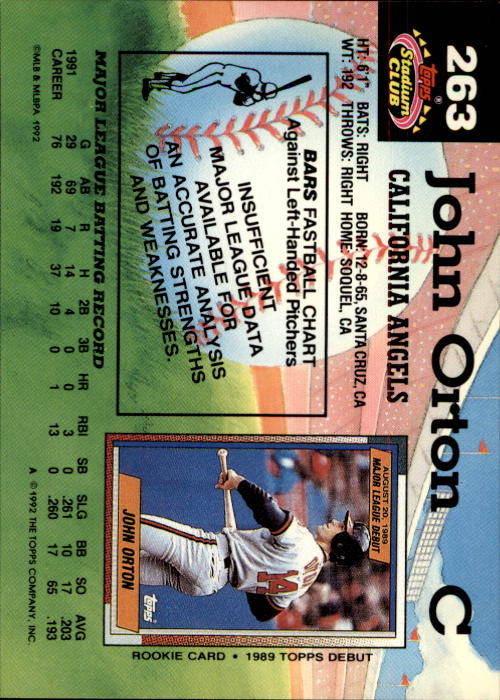 263
topps®
Stadium
CLUB
John Orton C
CALIFORNIA ANGELS
HT: 6'1" BATS: RIGHT BORN: 12-8-65, SANTA CRUZ, CA
WT: 192 THROWS: RIGHT HOME: SOQUEL, CA
BARS FASTBALL CHART
Against Left-Handed Pitchers
INSUFFICIENT
MAJOR LEAGUE DATA
AVAILABLE FOR
AN ACCURATE ANALYSIS
OF BATTING STRENGTHS
AND WEAKNESSES.
AUGUST 20, 1989
MAJOR LEAGUE DEBUT
14
JOHN ORTON
topps
ROOKIE CARD • 1989 TOPPS DEBUT
MAJOR LEAGUE BATTING RECORD
G AB R H 2B 3B HR RBI SB SLG BB SO AVG
1991 29 69 7 14 4 0 0 3 0 .261 10 17 .203
CAREER 76 192 19 37 10 0 1 13 0 .260 17 65 .193
©MLB & MLBPA 1992
A ©1992 THE TOPPS COMPANY, INC.